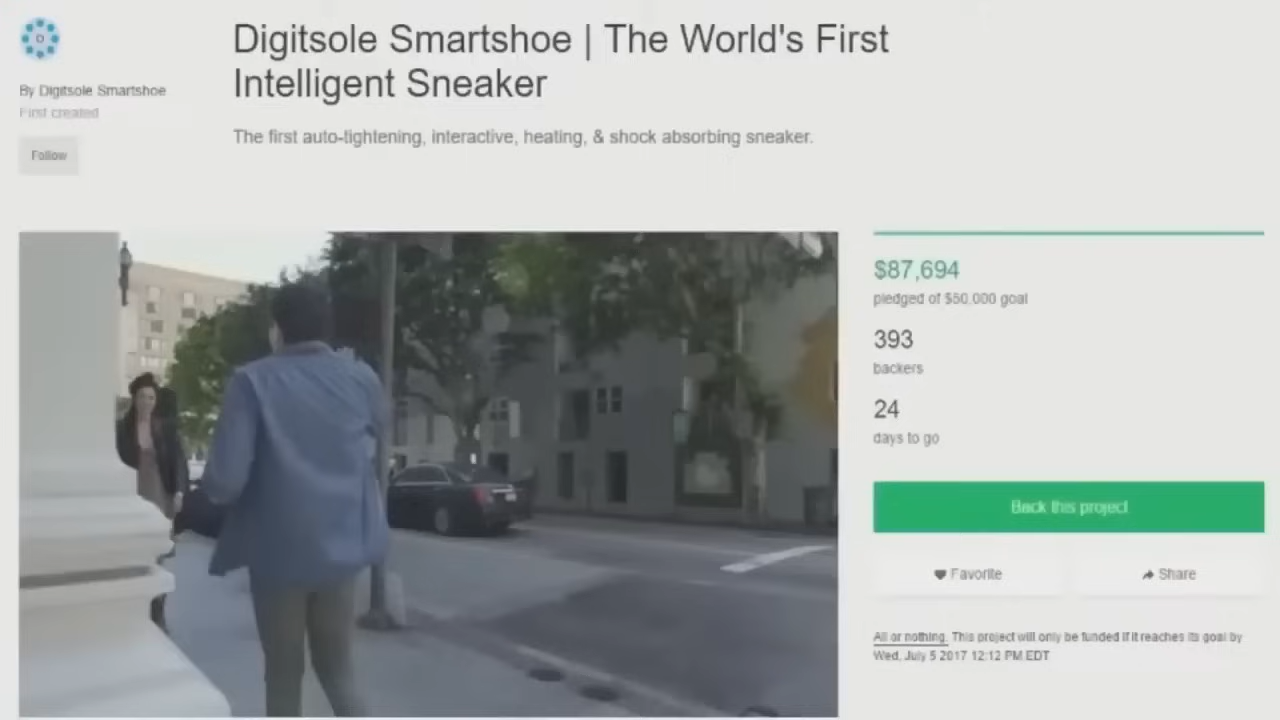 Digitsole Smartshoe | The World's First
Intelligent Sneaker
By Digitsole Smartshoe
First created
Follow
The first auto-tightening, interactive, heating, & shock absorbing sneaker.
$87,694
pledged of $50,000 goal
393
backers
24
days to go
Back this project
Favorite
Share
All or nothing. This project will only be funded if it reaches its goal by
Wed, July 5 2017 12:12 PM EDT